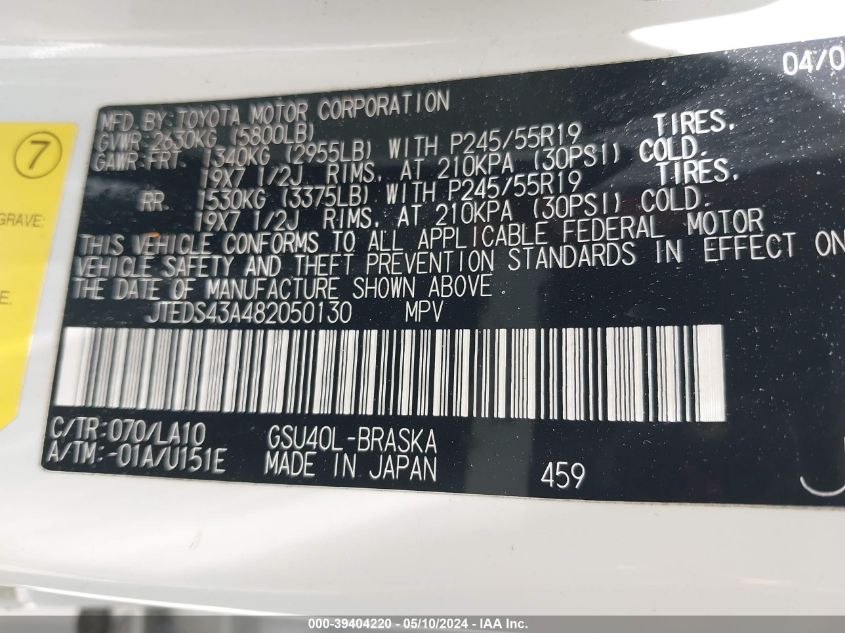 04/0
MFD. BY: TOYOTA MOTOR CORPORATION
GVWR 2630KG (5800LB)
GAWR: FRT 1340KG (2955LB) WITH P245/55R19 TIRES,
19X7 1/2J RIMS, AT 210KPA (30PSI) COLD.
RR. 1530KG (3375LB) WITH P245/55R19 TIRES,
19X7 1/2J RIMS, AT 210KPA (30PSI) COLD.
THIS VEHICLE CONFORMS TO ALL APPLICABLE FEDERAL MOTOR
VEHICLE SAFETY AND THEFT PREVENTION STANDARDS IN EFFECT ON
THE DATE OF MANUFACTURE SHOWN ABOVE.
JTEDS43A482050130 MPV
C/TR: 070/LA10 GSU40L-BRASKA
A/TM: -01A/U151E MADE IN JAPAN 459
7
GRAVE:
000-39404220 - 05/10/2024 - IAA Inc.